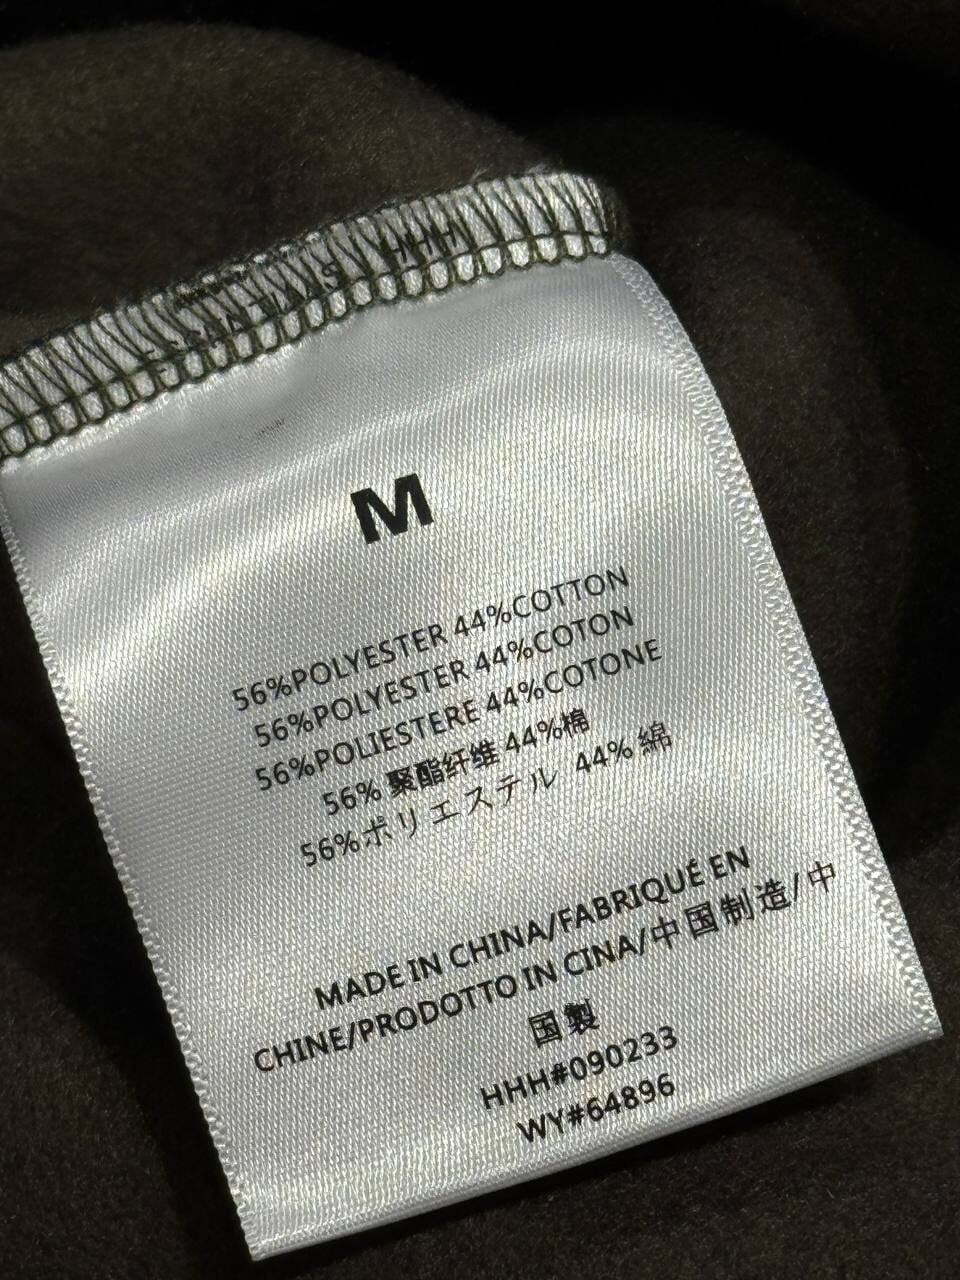 M
56%POLYESTER 44%COTTON
56%POLYESTER 44%COTON
56%POLIESTERE 44%COTONE
56% 聚酯纤维 44%棉
56%ポリエステル 44% 綿
MADE IN CHINA/FABRIQUÉ EN
CHINE/PRODOTTO IN CINA/中国制造/中
国製
HHH#090233
WY#64896